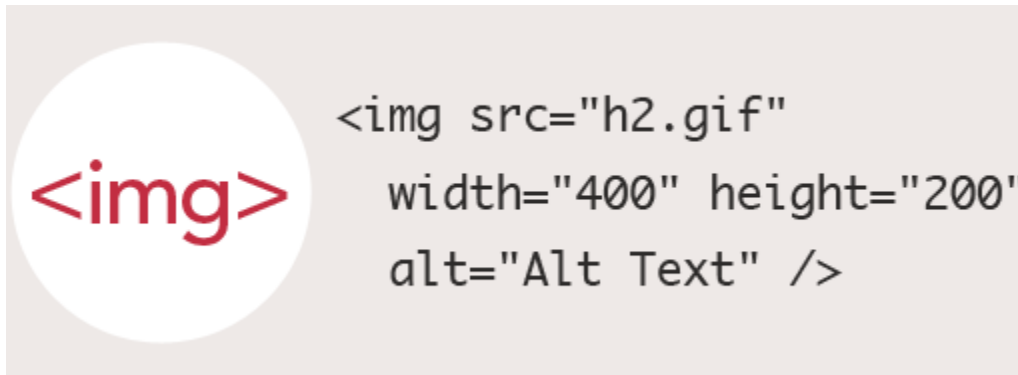 <img>
<img src="h2.gif"
width="400" height="200"
alt="Alt Text" />